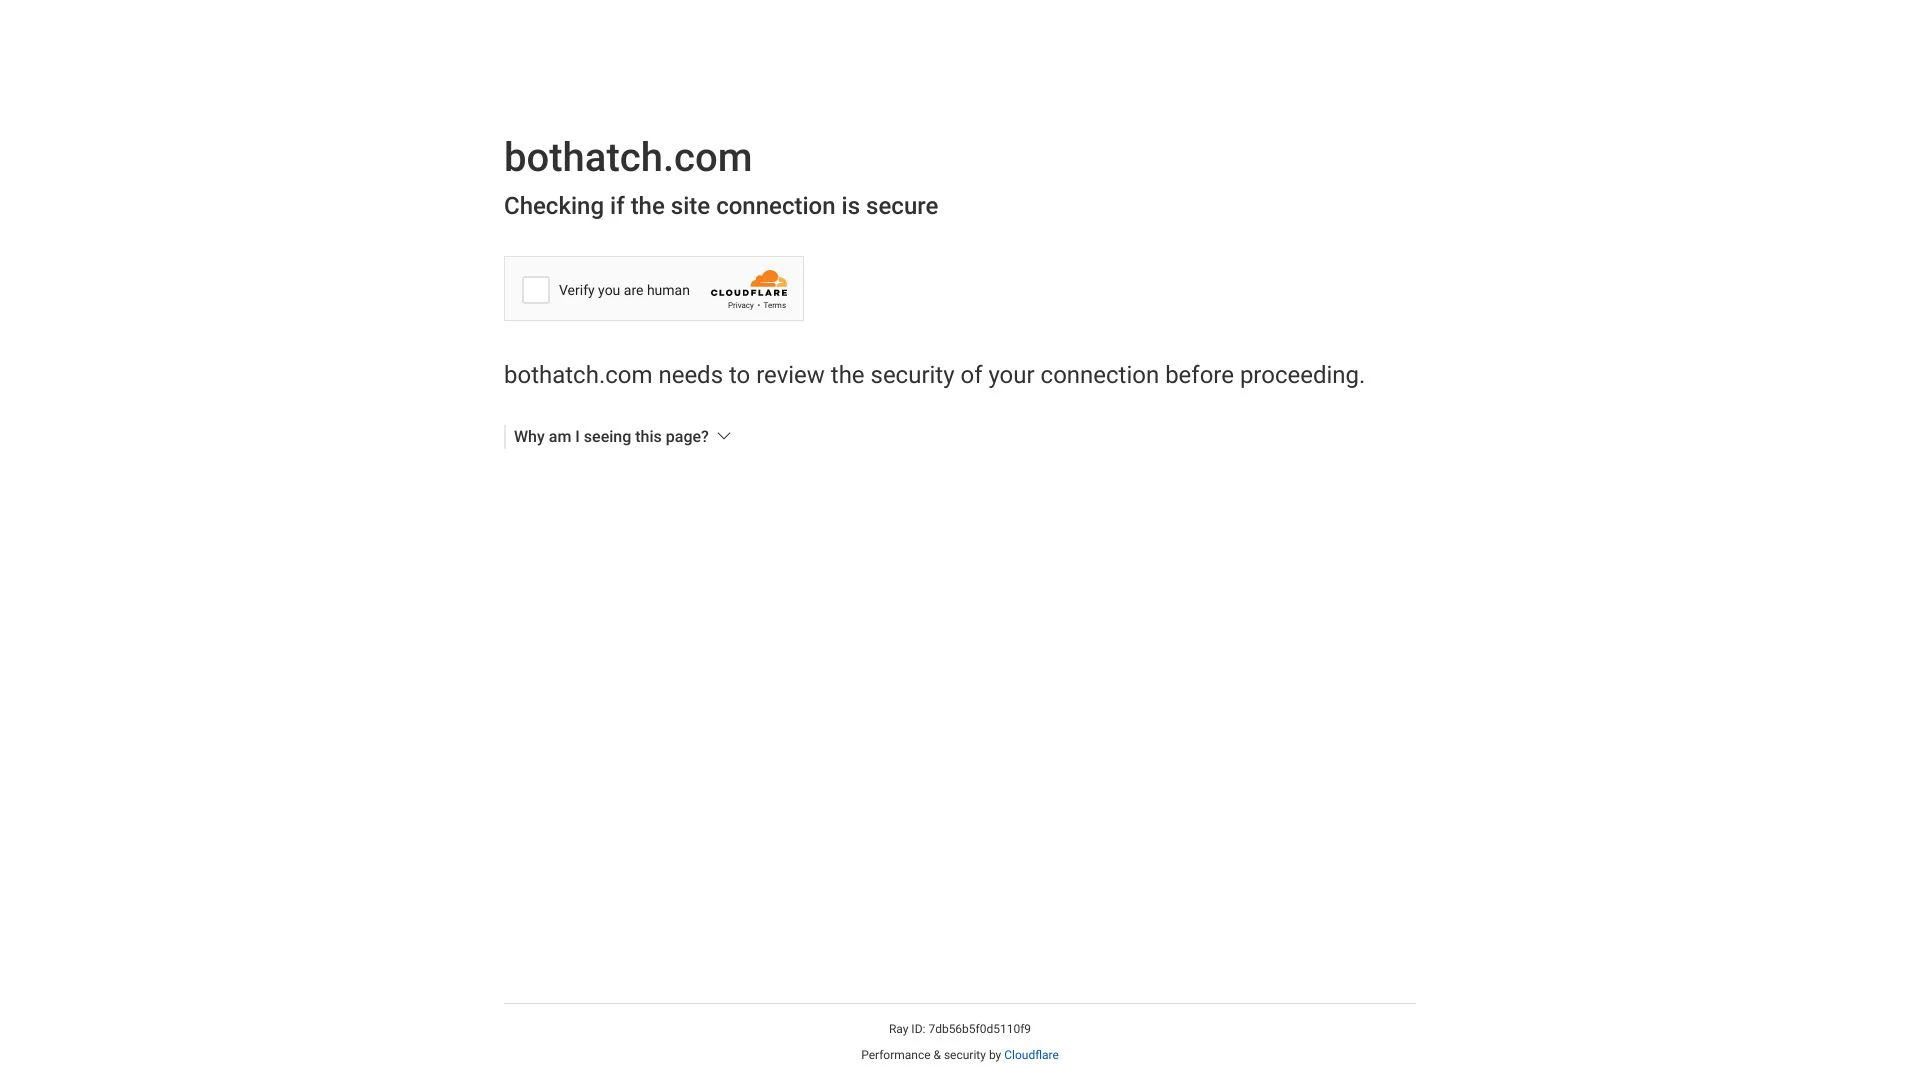 bothatch.com
Checking if the site connection is secure
Verify you are human
CLOUDFLARE
Privacy • Terms
bothatch.com needs to review the security of your connection before proceeding.
Why am I seeing this page?
Ray ID: 7db56b5f0d5110f9
Performance & security by Cloudflare